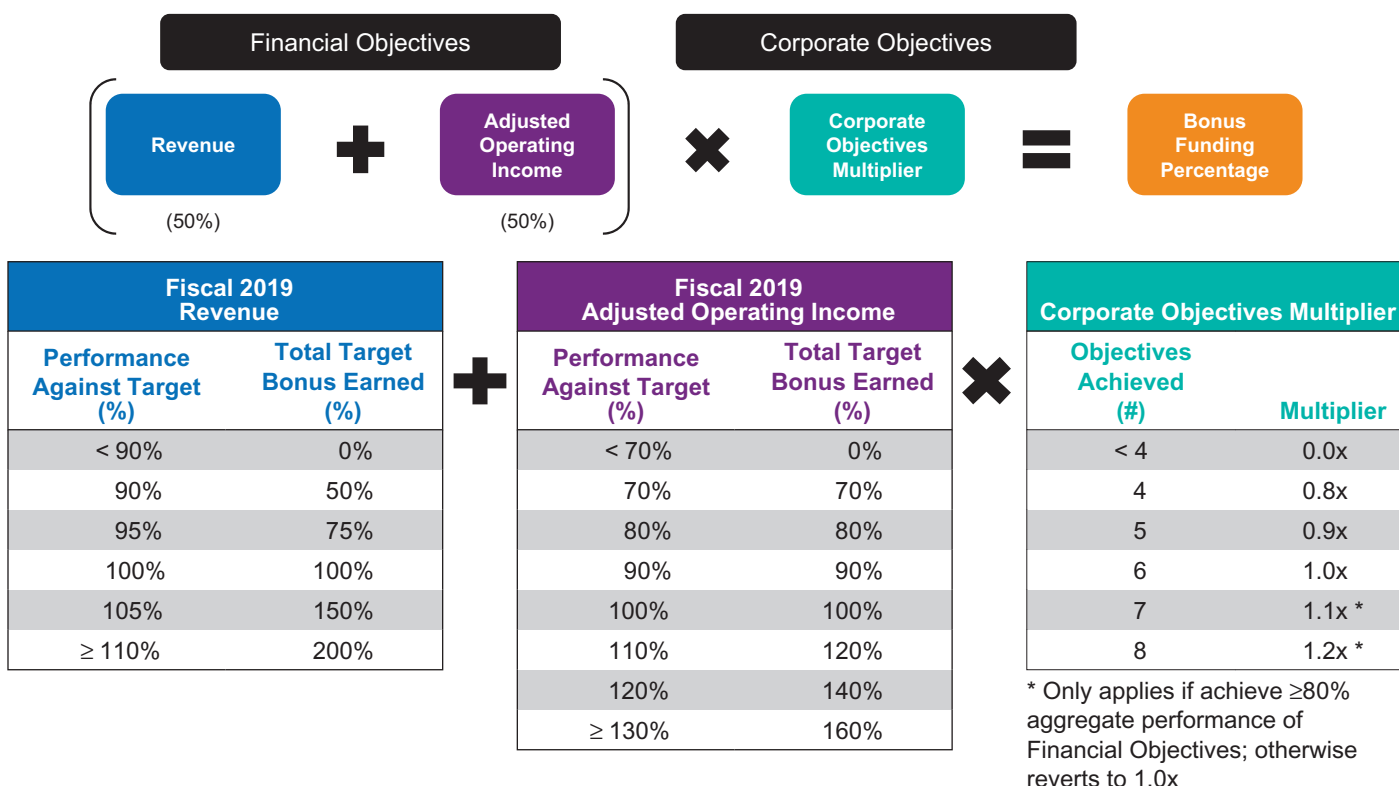 Financial Objectives
Corporate Objectives
Revenue
Adjusted
Operating
Income
Corporate
Objectives
Multiplier
Bonus
Funding
Percentage
(50%)
(50%)
Fiscal 2019
Revenue
Performance
Against Target
(%)
Total Target
Bonus Earned
(%)
< 90% 0%
90% 50%
95% 75%
100% 100%
105% 150%
≥ 110% 200%
Fiscal 2019
Adjusted Operating Income
Performance
Against Target
(%)
Total Target
Bonus Earned
(%)
< 70% 0%
70% 70%
80% 80%
90% 90%
100% 100%
110% 120%
120% 140%
≥ 130% 160%
Corporate Objectives Multiplier
Objectives
Achieved
(#)
Multiplier
< 4 0.0x
4 0.8x
5 0.9x
6 1.0x
7 1.1x *
8 1.2x *
* Only applies if achieve ≥80%
aggregate performance of
Financial Objectives; otherwise
reverts to 1.0x